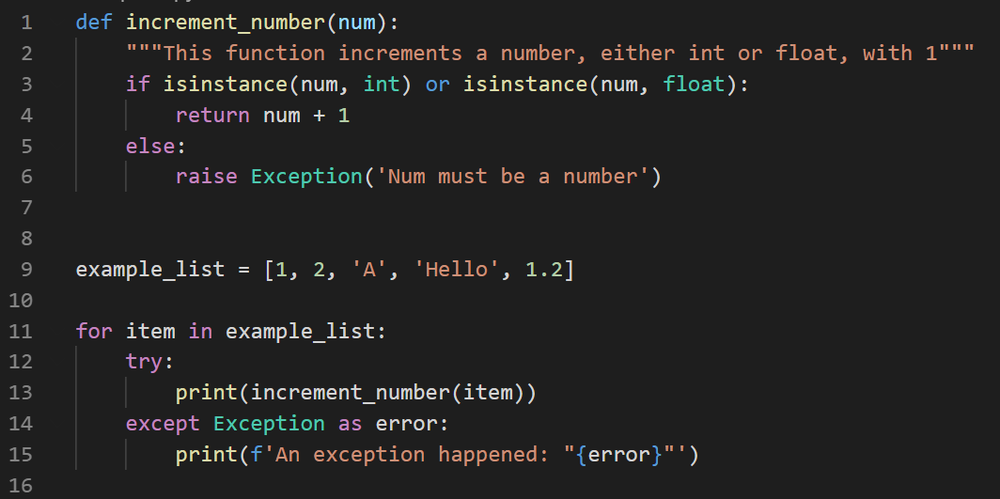 1 def increment_number(num):
2     """This function increments a number, either int or float, with 1"""
3     if isinstance(num, int) or isinstance(num, float):
4         return num + 1
5     else:
6         raise Exception('Num must be a number')
7
8
9 example_list = [1, 2, 'A', 'Hello', 1.2]
10
11 for item in example_list:
12     try:
13         print(increment_number(item))
14     except Exception as error:
15         print(f'An exception happened: "{error}"')
16